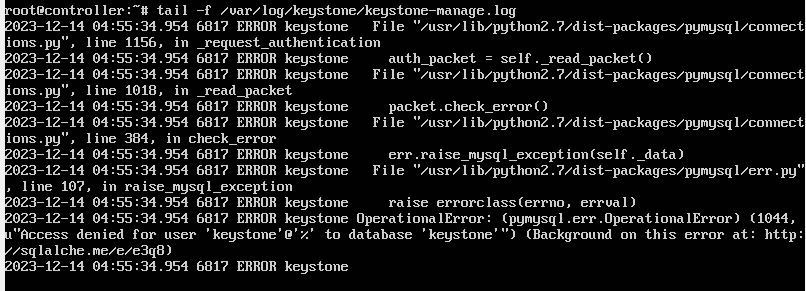 root@controller:~# tail -f /var/log/keystone/keystone-manage.log
2023-12-14 04:55:34.954 6817 ERROR keystone   File "/usr/lib/python2.7/dist-packages/pymysql/connect
ions.py", line 1156, in _request_authentication
2023-12-14 04:55:34.954 6817 ERROR keystone     auth_packet = self._read_packet()
2023-12-14 04:55:34.954 6817 ERROR keystone   File "/usr/lib/python2.7/dist-packages/pymysql/connect
ions.py", line 1018, in _read_packet
2023-12-14 04:55:34.954 6817 ERROR keystone     packet.check_error()
2023-12-14 04:55:34.954 6817 ERROR keystone   File "/usr/lib/python2.7/dist-packages/pymysql/connect
ions.py", line 384, in check_error
2023-12-14 04:55:34.954 6817 ERROR keystone     err.raise_mysql_exception(self._data)
2023-12-14 04:55:34.954 6817 ERROR keystone   File "/usr/lib/python2.7/dist-packages/pymysql/err.py"
, line 107, in raise_mysql_exception
2023-12-14 04:55:34.954 6817 ERROR keystone     raise errorclass(errno, errval)
2023-12-14 04:55:34.954 6817 ERROR keystone OperationalError: (pymysql.err.OperationalError) (1044,
u"Access denied for user 'keystone'@'%' to database 'keystone'") (Background on this error at: http:
//sqlalche.me/e/e3q8)
2023-12-14 04:55:34.954 6817 ERROR keystone